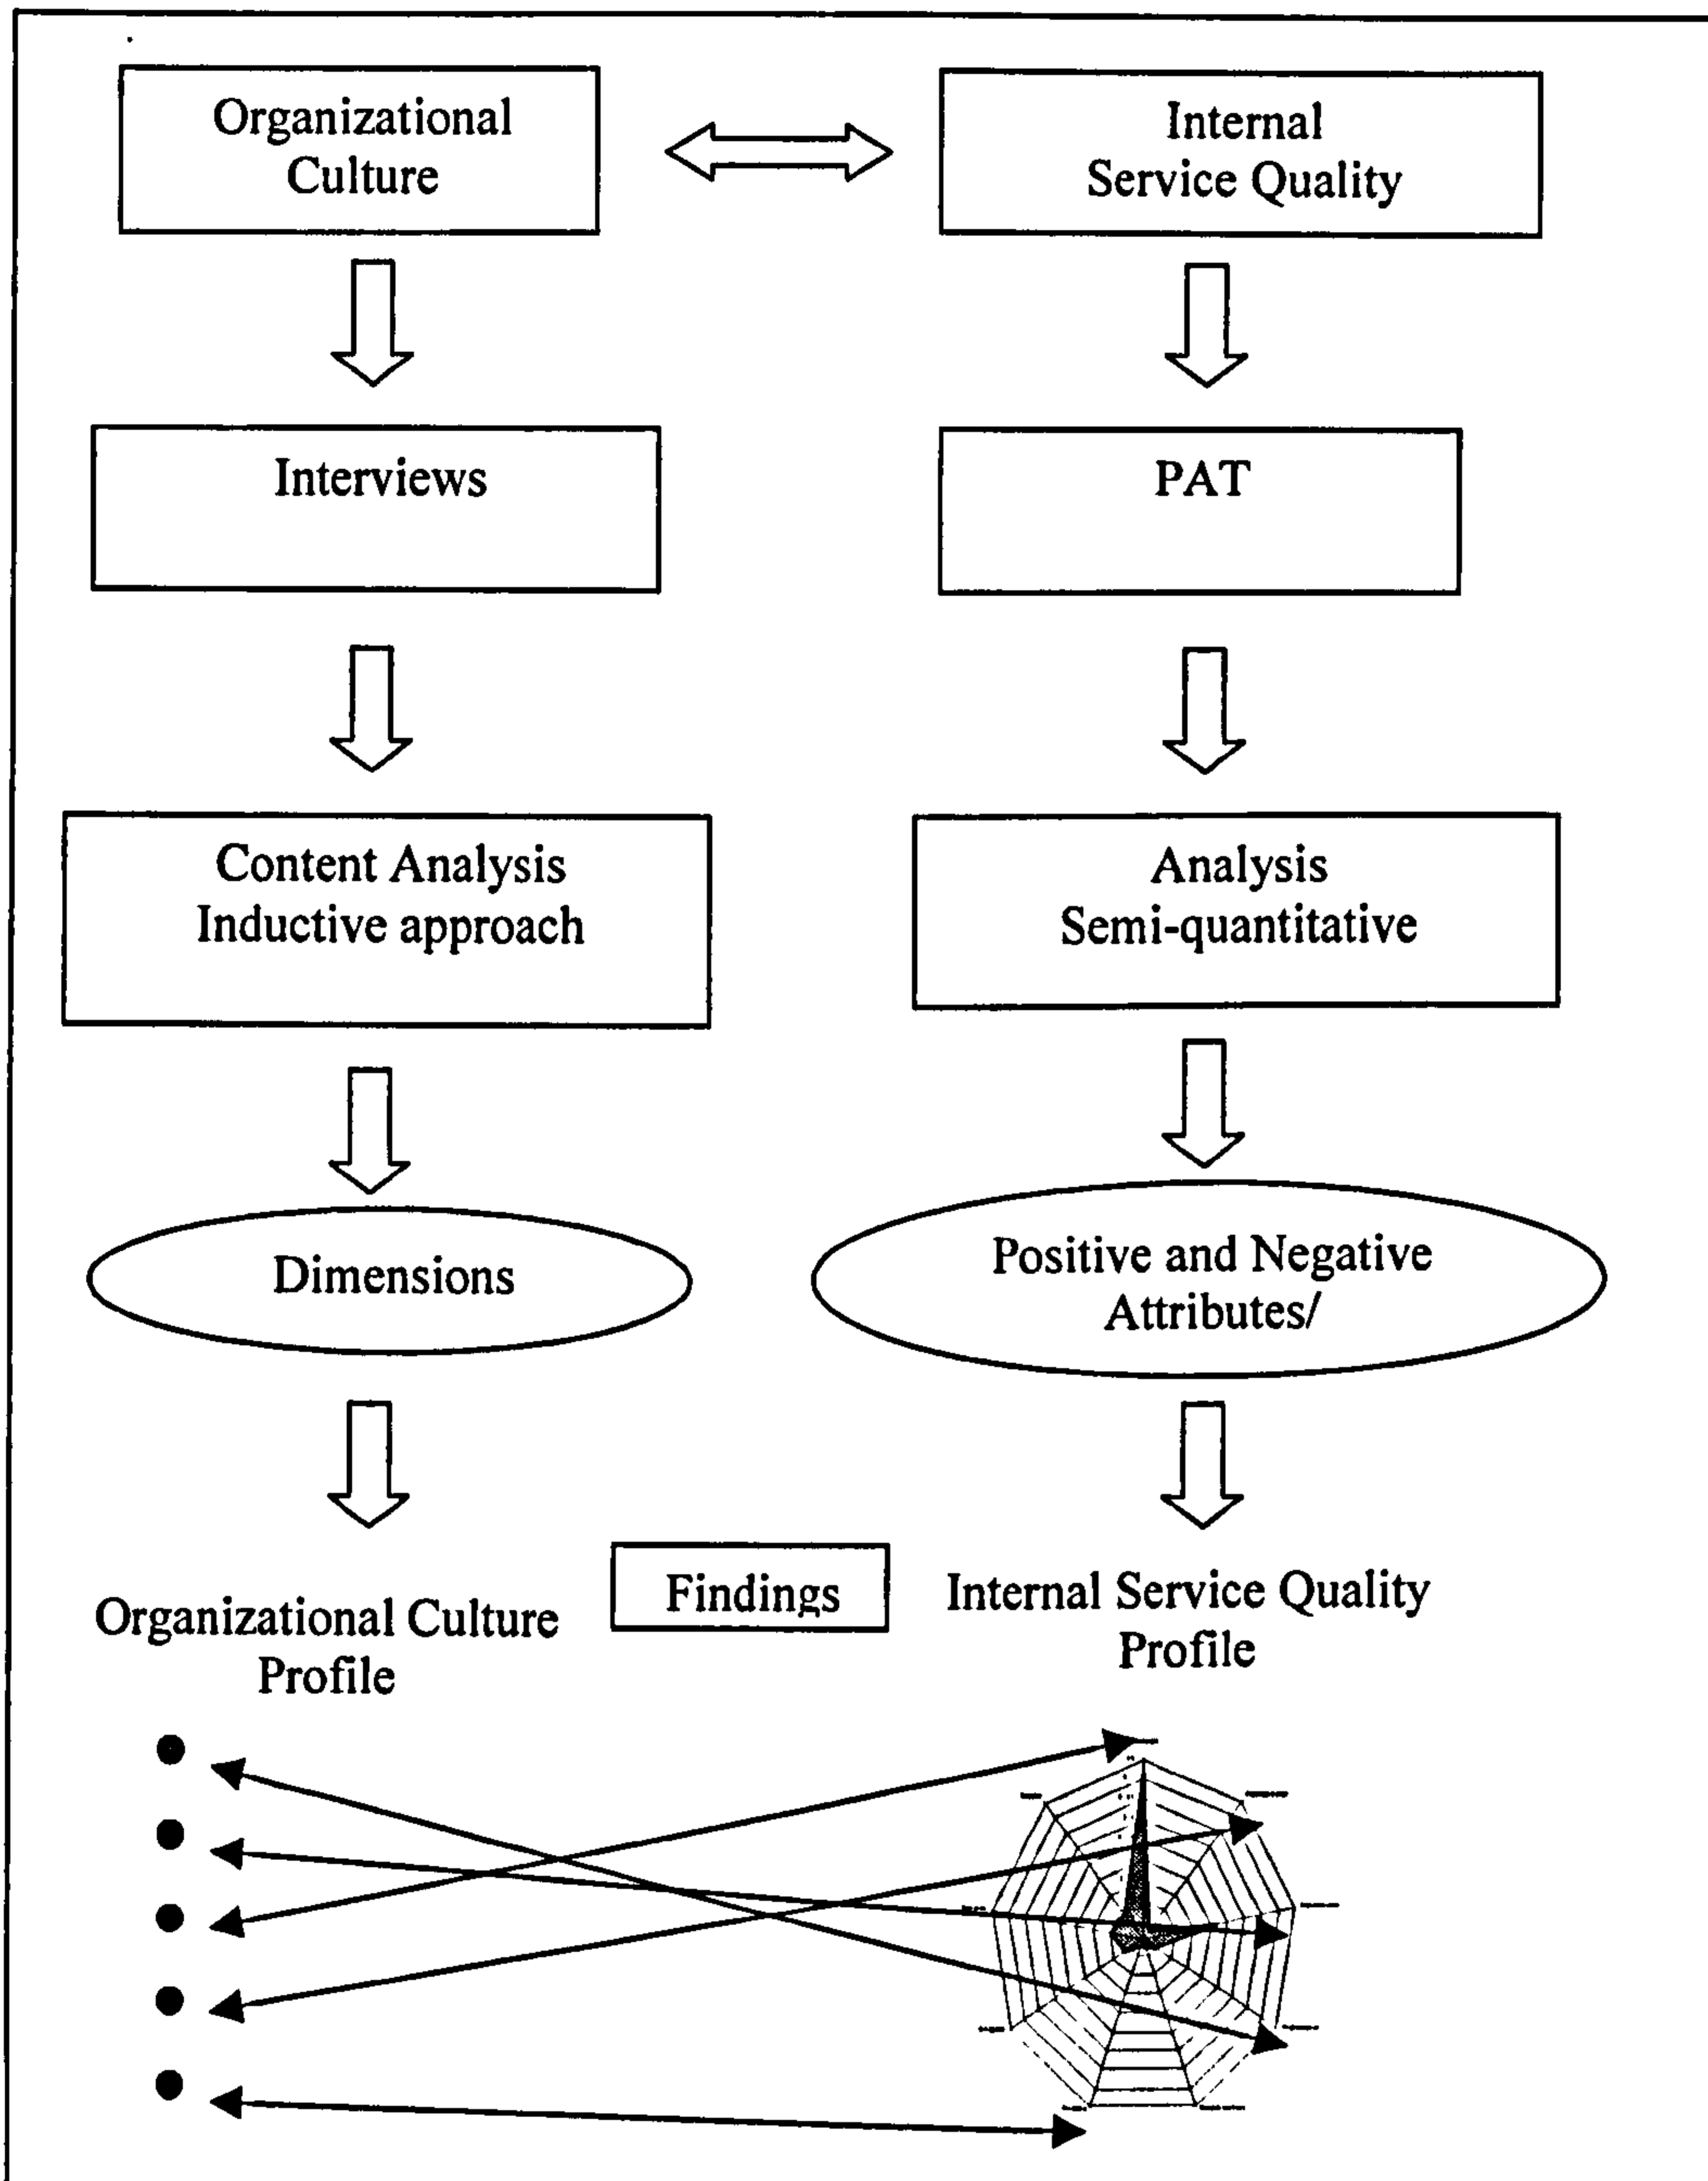 Organizational
Culture
Internal
Service Quality
Interviews
PAT
Content Analysis
Inductive approach
Analysis
Semi-quantitative
Dimensions
Positive and Negative
Attributes/
Findings
Organizational Culture
Profile
Internal Service Quality
Profile